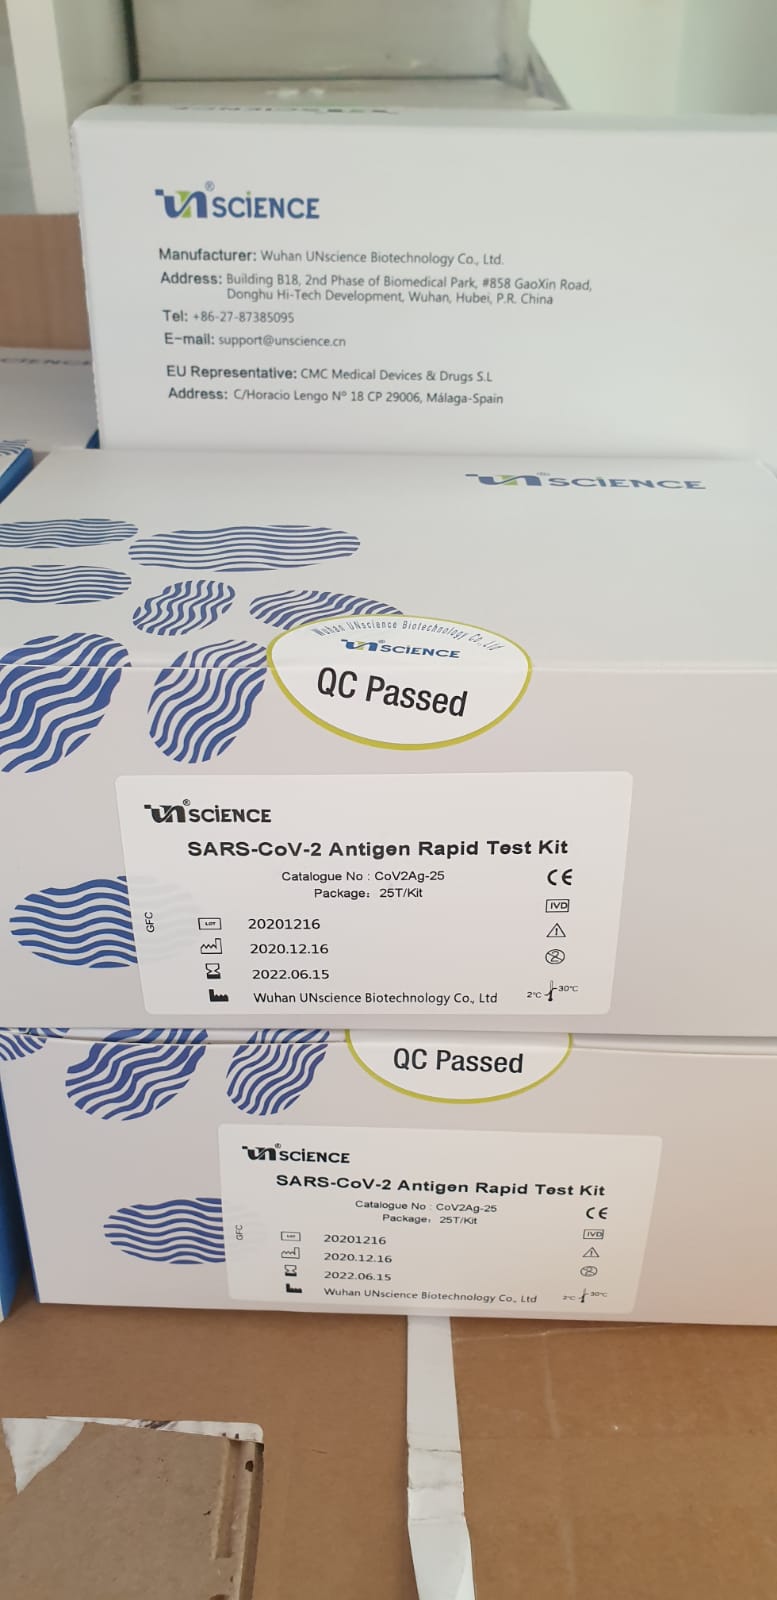 UNSCIENCE®
Manufacturer: Wuhan UNscience Biotechnology Co., Ltd.
Address: Building B18, 2nd Phase of Biomedical Park, #858 GaoXin Road,
Donghu Hi-Tech Development, Wuhan, Hubei, P.R. China
Tel: +86-27-87385095
E-mail: support@unscience.cn
EU Representative: CMC Medical Devices & Drugs S.L
Address: C/Horacio Lengo Nº 18 CP 29006, Málaga-Spain
UNSCIENCE®
Wuhan UNscience Biotechnology Co., Ltd
UNSCIENCE®
QC Passed
UNSCIENCE®
SARS-CoV-2 Antigen Rapid Test Kit
Catalogue No : CoV2Ag-25
Package: 25T/Kit
CE
IVD
GFC
LOT 20201216
2020.12.16
2022.06.15
Wuhan UNscience Biotechnology Co., Ltd
2°C 30°C
QC Passed
UNSCIENCE®
SARS-CoV-2 Antigen Rapid Test Kit
Catalogue No : CoV2Ag-25
Package: 25T/Kit
CE
IVD
GFC
LOT 20201216
2020.12.16
2022.06.15
Wuhan UNscience Biotechnology Co., Ltd
2°C 30°C